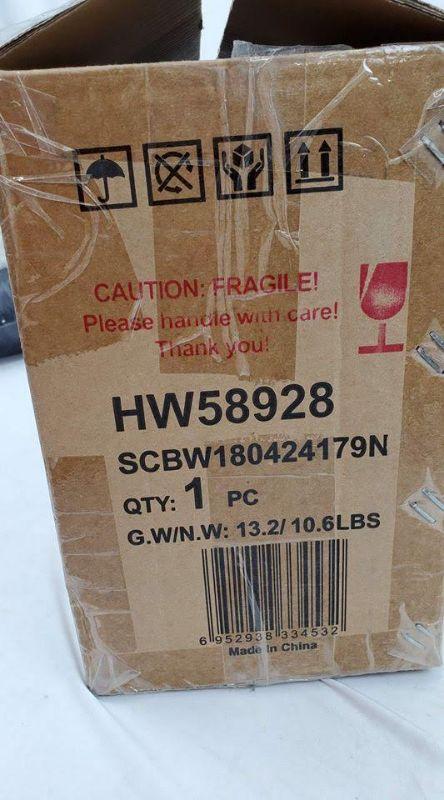 CAUTION: FRAGILE!
Please handle with care!
Thank you!
HW58928
SCBW180424179N
QTY: 1 PC
G.W/N.W: 13.2/ 10.6LBS
6 952938 334532
Made In China